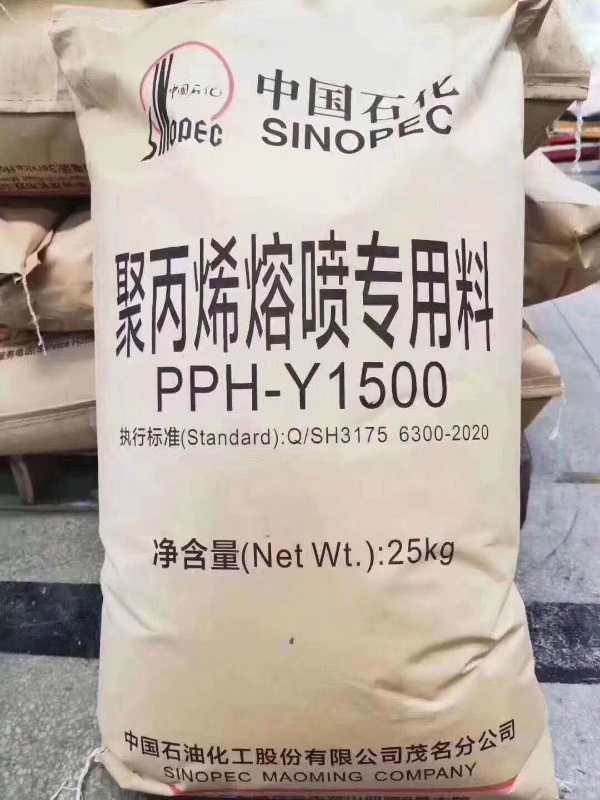 中国石化
SINOPEC
中国石化
SINOPEC
聚丙烯熔喷专用料
PPH-Y1500
执行标准(Standard):Q/SH3175 6300-2020
净含量(Net Wt.):25kg
中国石油化工股份有限公司茂名分公司
SINOPEC MAOMING COMPANY